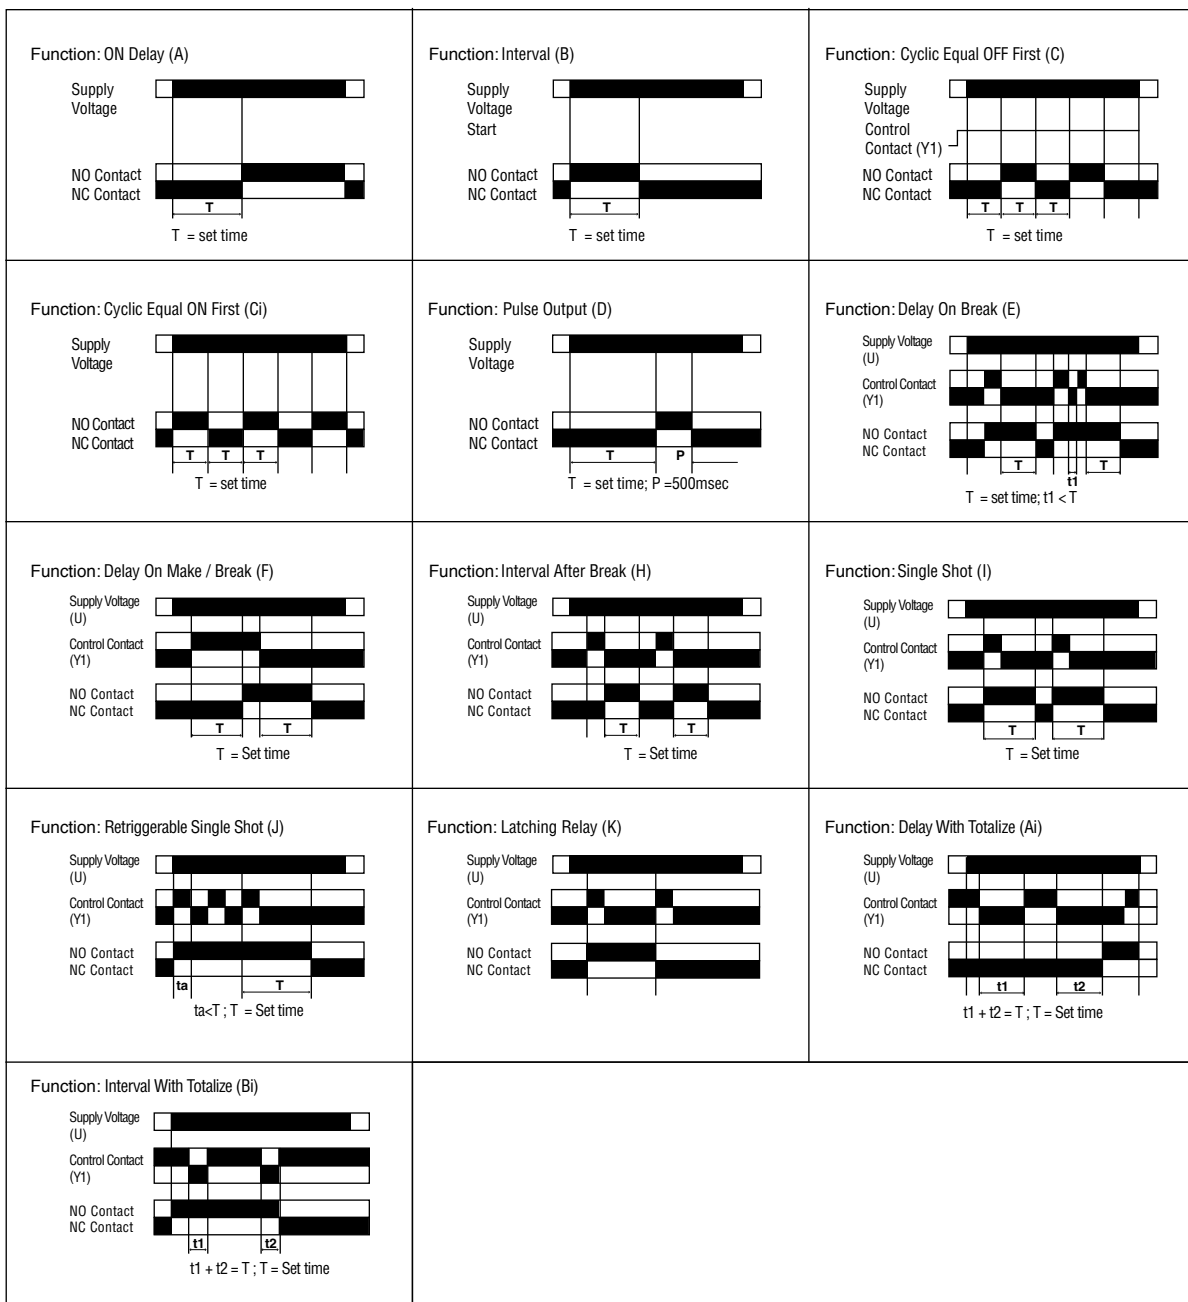 Function: ON Delay (A)
Supply
Voltage
NO Contact
NC Contact
T
T = set time
Function: Interval (B)
Supply
Voltage
Start
NO Contact
NC Contact
T
T = set time
Function: Cyclic Equal OFF First (C)
Supply
Voltage
Control
Contact (Y1)
NO Contact
NC Contact
T T T
T = set time
Function: Cyclic Equal ON First (Ci)
Supply
Voltage
NO Contact
NC Contact
T T T
T = set time
Function: Pulse Output (D)
Supply
Voltage
NO Contact
NC Contact
T P
T = set time; P =500msec
Function: Delay On Break (E)
Supply Voltage
(U)
Control Contact
(Y1)
NO Contact
NC Contact
T t1 T
T = set time; t1 < T
Function: Delay On Make / Break (F)
Supply Voltage
(U)
Control Contact
(Y1)
NO Contact
NC Contact
T T
T = Set time
Function: Interval After Break (H)
Supply Voltage
(U)
Control Contact
(Y1)
NO Contact
NC Contact
T T
T = Set time
Function: Single Shot (I)
Supply Voltage
(U)
Control Contact
(Y1)
NO Contact
NC Contact
T T
T = Set time
Function: Retriggerable Single Shot (J)
Supply Voltage
(U)
Control Contact
(Y1)
NO Contact
NC Contact
ta T
ta<T ; T = Set time
Function: Latching Relay (K)
Supply Voltage
(U)
Control Contact
(Y1)
NO Contact
NC Contact
Function: Delay With Totalize (Ai)
Supply Voltage
(U)
Control Contact
(Y1)
NO Contact
NC Contact
t1 t2
t1 + t2 = T ; T = Set time
Function: Interval With Totalize (Bi)
Supply Voltage
(U)
Control Contact
(Y1)
NO Contact
NC Contact
t1 t2
t1 + t2 = T ; T = Set time